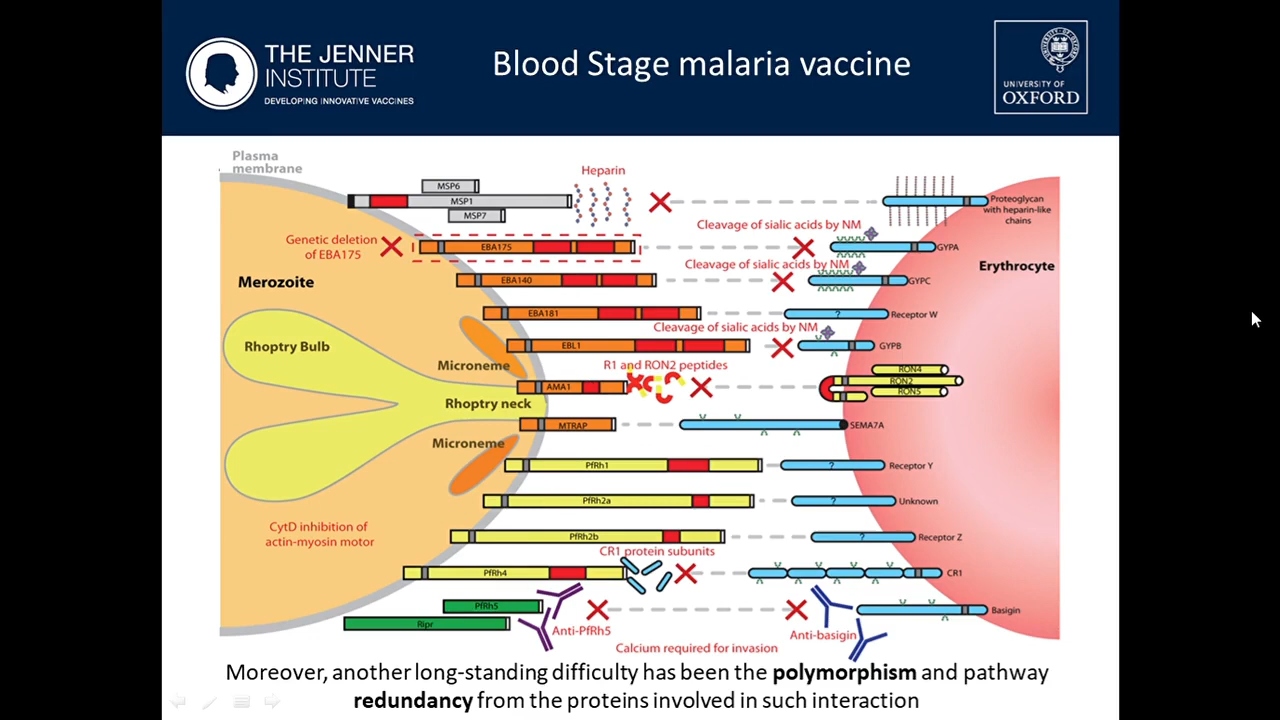 THE JENNER
INSTITUTE
DEVELOPING INNOVATIVE VACCINES
Blood Stage malaria vaccine
UNIVERSITY OF
OXFORD
Plasma
membrane
Heparin
MSP6
MSP1
MSP7
Proteoglycan
with heparin-like
chains
Cleavage of sialic acids by NM
Genetic deletion
of EBA175
EBA175
GYPA
Cleavage of sialic acids by NM
Erythrocyte
Merozoite
EBA140
GYPC
EBA181
?
Receptor W
Cleavage of sialic acids by NM
Rhoptry Bulb
EBL1
GYPB
Microneme
R1 and RON2 peptides
RON4
RON2
RON5
AMA1
Rhoptry neck
MTRAP
SEMA7A
Microneme
PfRh1
?
Receptor Y
PfRh2a
?
Unknown
CytD inhibition of
actin-myosin motor
PfRh2b
?
Receptor Z
CR1 protein subunits
PfRh4
CR1
PfRh5
Basigin
Ripr
Anti-PfRh5
Anti-basigin
Calcium required for invasion
Moreover, another long-standing difficulty has been the polymorphism and pathway
redundancy from the proteins involved in such interaction